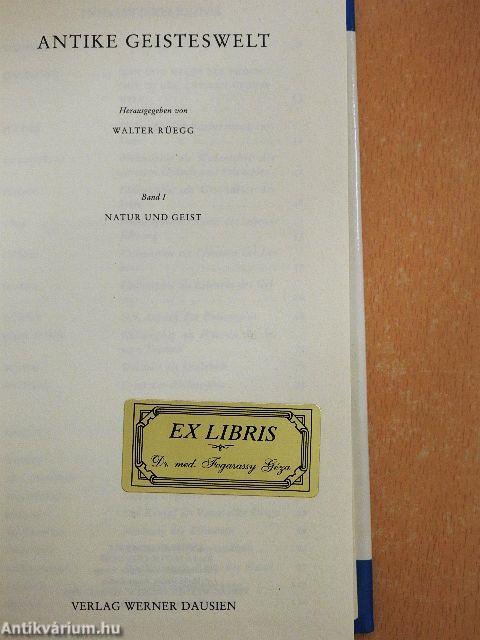 ANTIKE GEISTESWELT
Herausgegeben von
WALTER RÜEGG
Band I
NATUR UND GEIST
EX LIBRIS
Dr. med. Fogarassy Géza
VERLAG WERNER DAUSIEN
Antikvárium.hu